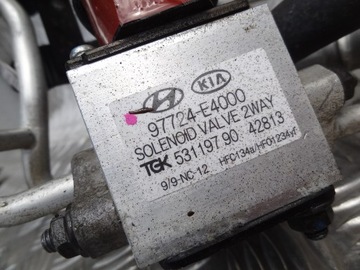 KIA
97724-E4000
SOLENOID VALVE 2WAY
TGK 53119790 42813
9/9-NC-12 HFC134a/HFO1234yf